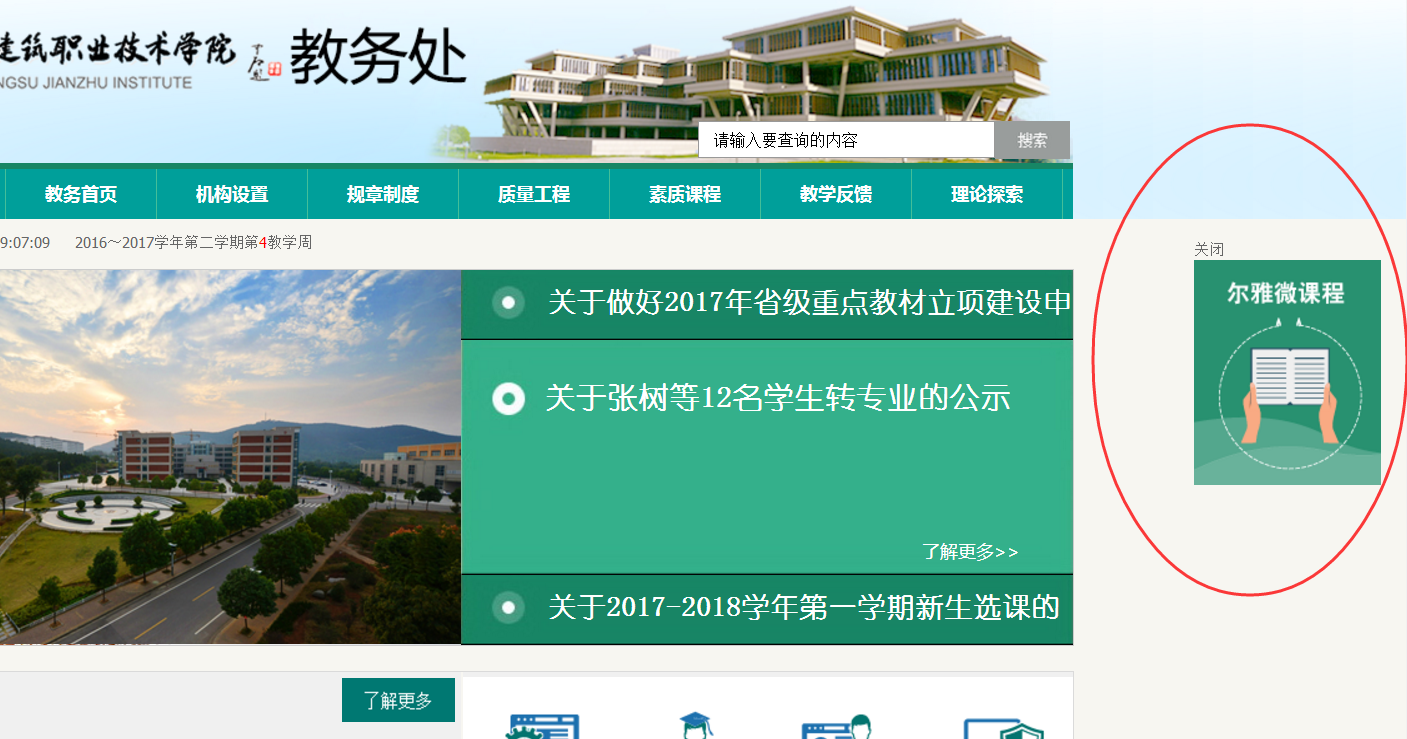 建筑职业技术学院
教务处
NGSU JIANZHU INSTITUTE
请输入要查询的内容
搜索
教务首页
机构设置
规章制度
质量工程
素质课程
教学反馈
理论探索
9:07:09
2016～2017学年第二学期第4教学周
关闭
尔雅微课程
关于做好2017年省级重点教材立项建设申
关于张树等12名学生转专业的公示
了解更多>>
关于2017-2018学年第一学期新生选课的
了解更多